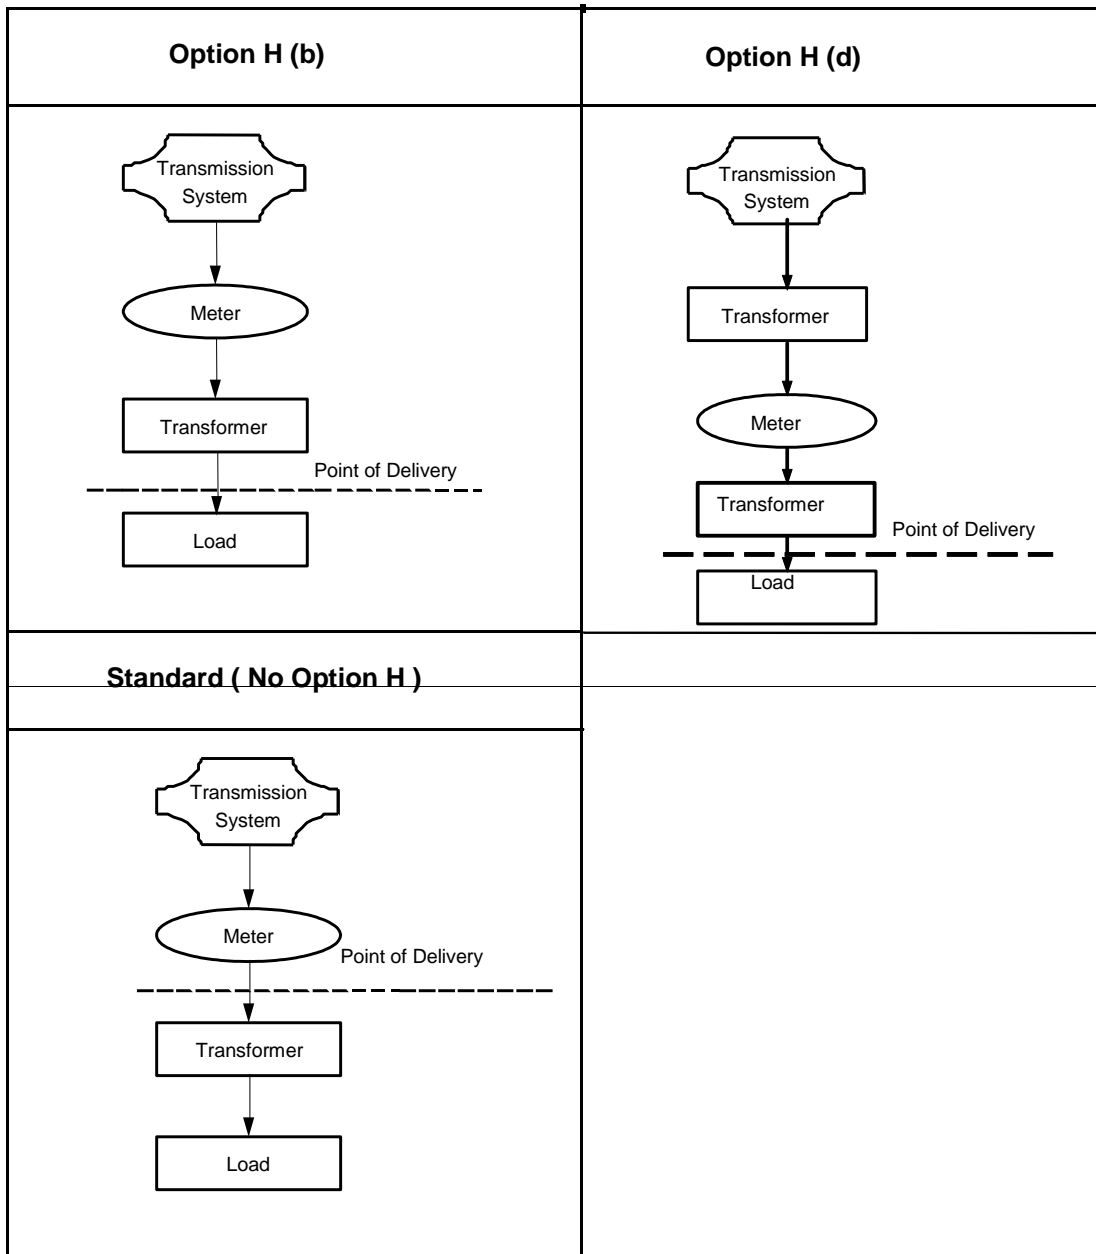 Option H (b)
Transmission
System
Meter
Transformer
Point of Delivery
Load
Option H (d)
Transmission
System
Transformer
Meter
Transformer
Point of Delivery
Load
Standard ( No Option H )
Transmission
System
Meter
Point of Delivery
Transformer
Load